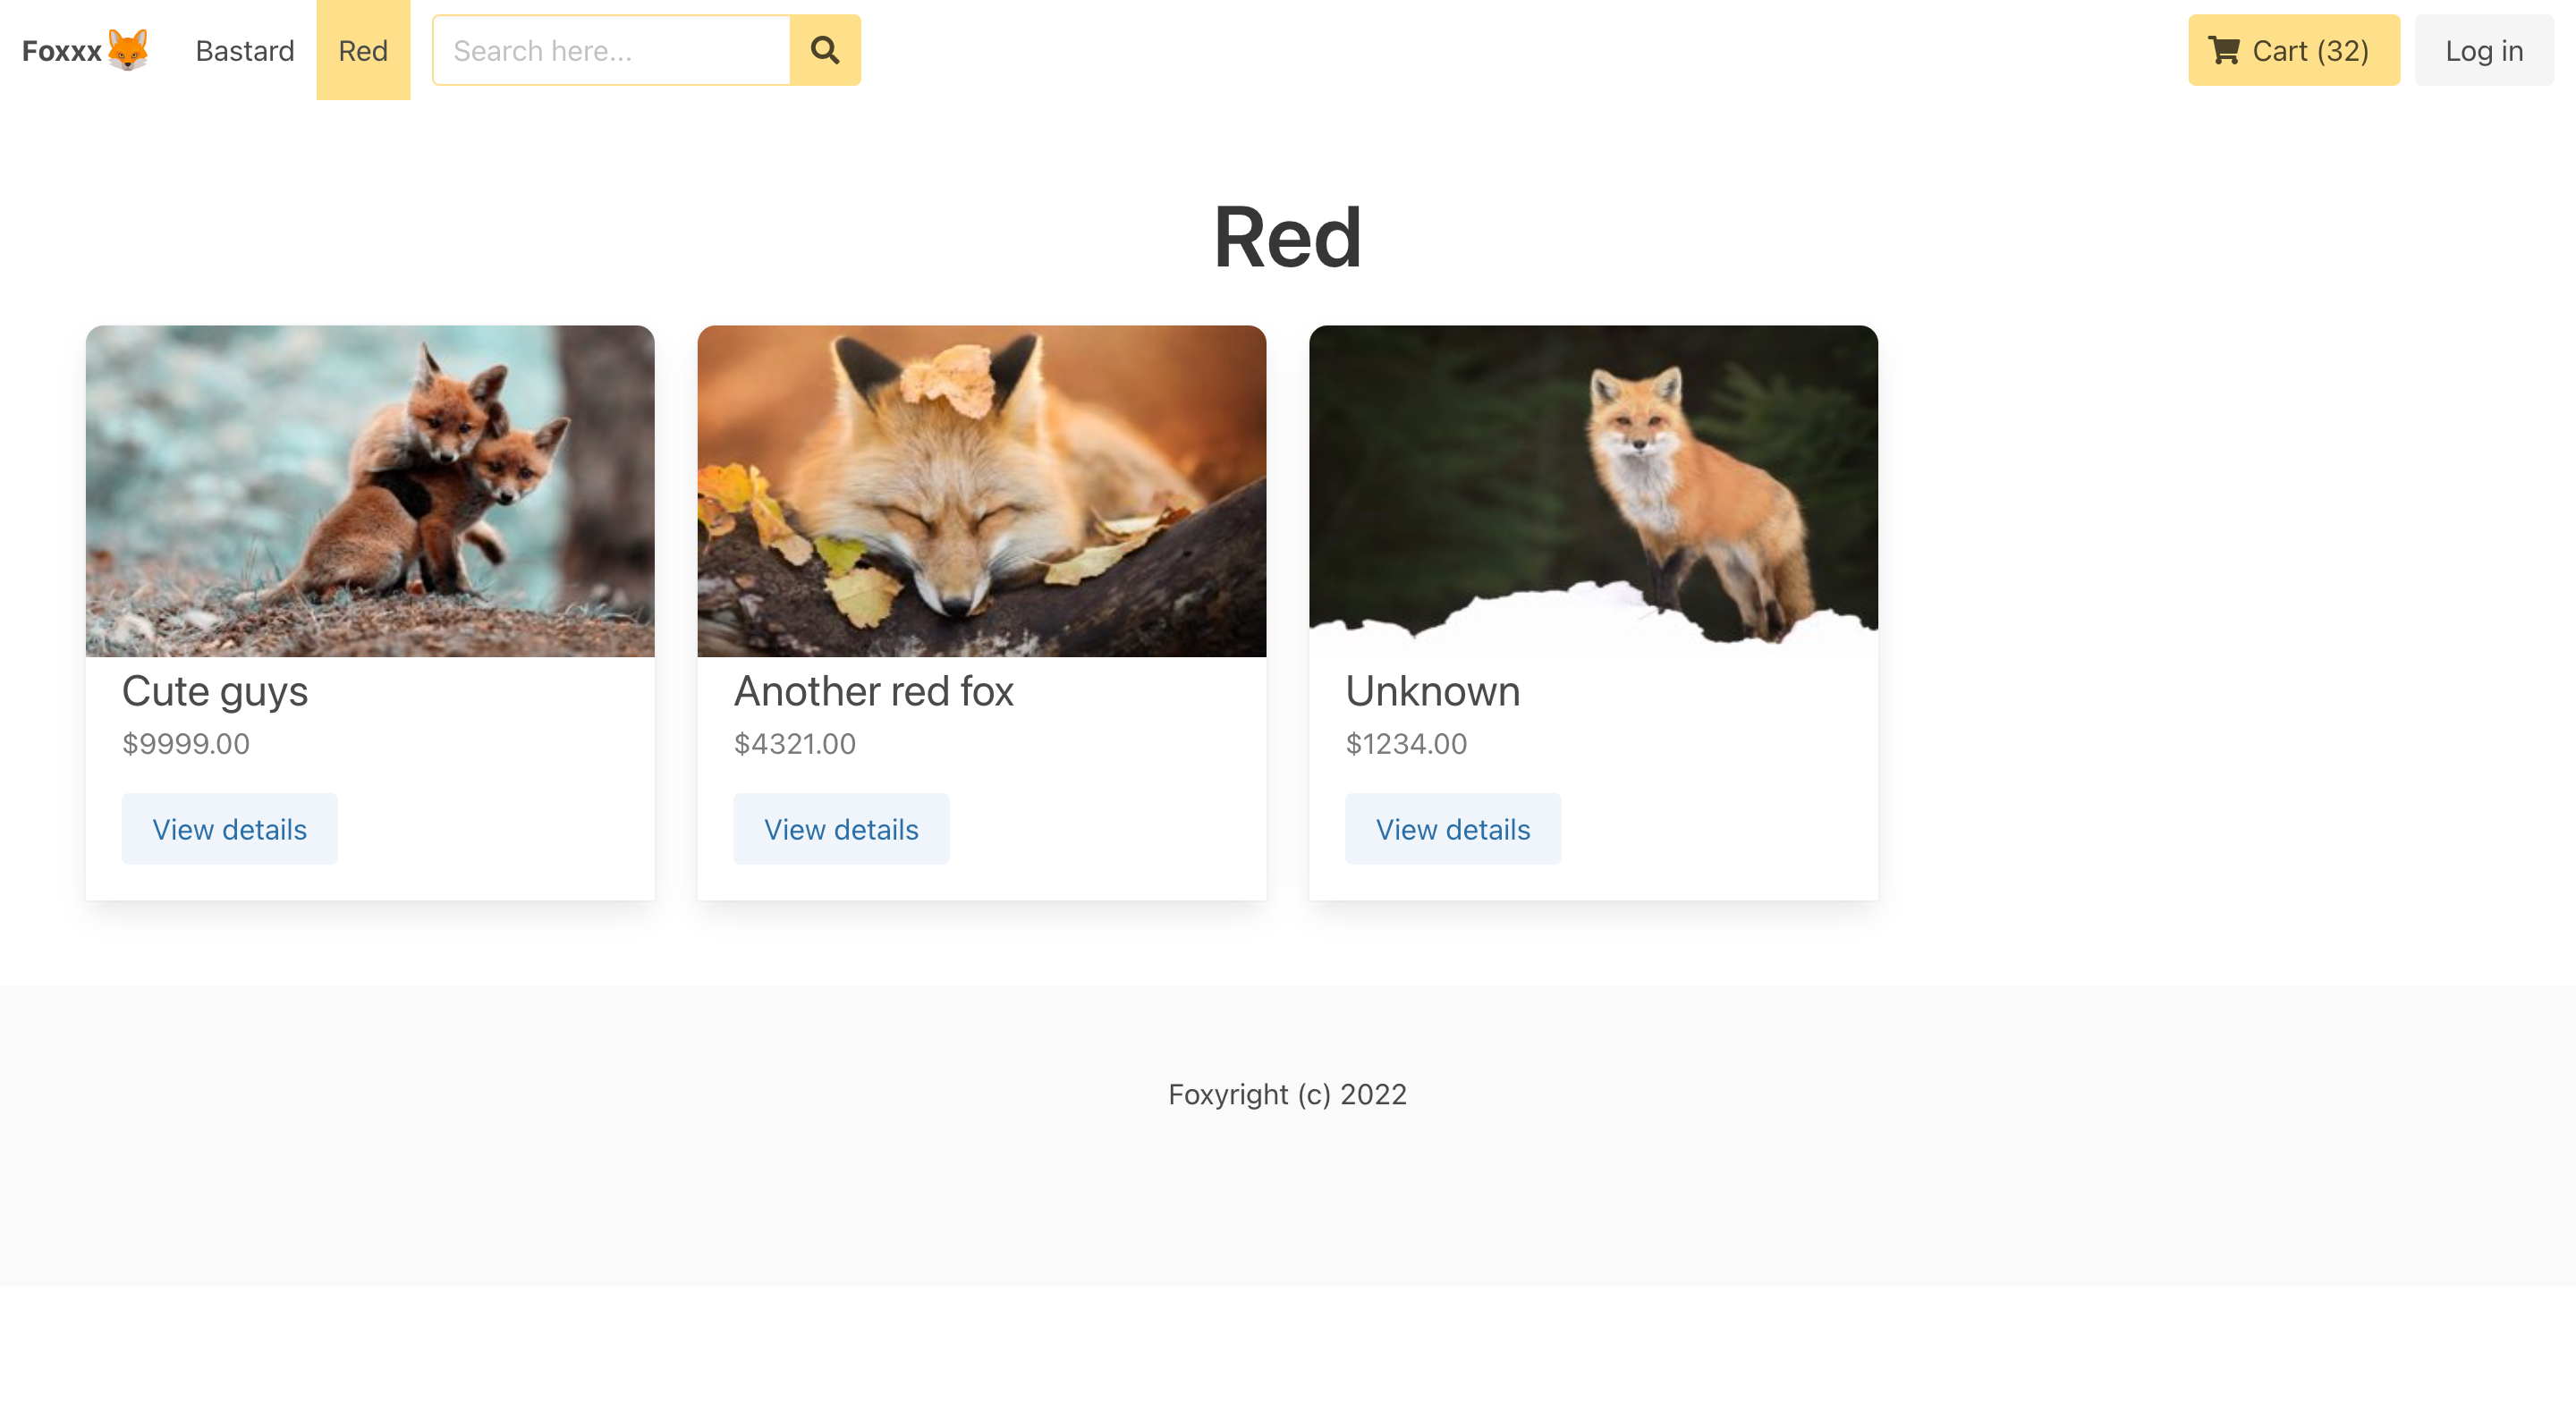 Foxxx Bastard Red Search here... Cart (32) Log in
Red
Cute guys
$9999.00
View details
Another red fox
$4321.00
View details
Unknown
$1234.00
View details
Foxyright (c) 2022